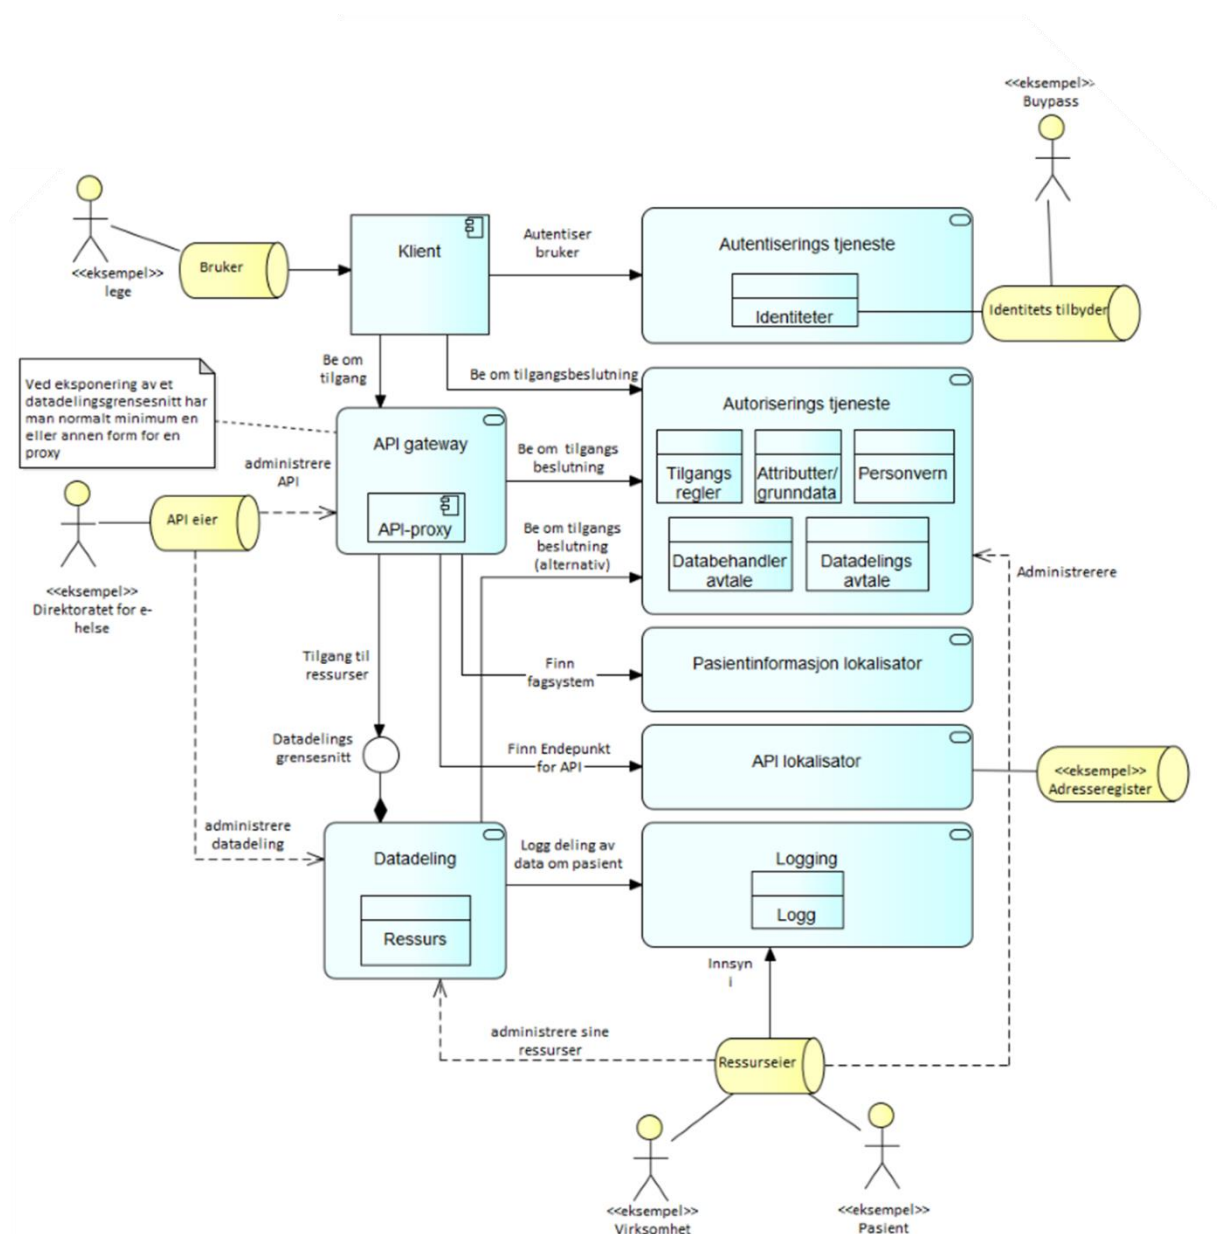 <<eksempel>>
Buypass
<<eksempel>>
lege
Bruker
Klient
Autentiser
bruker
Autentiserings tjeneste
Identiteter
Identitets tilbyder
Be om
tilgang
Be om tilgangsbeslutning
Ved eksponering av et
datadelingsgrensesnitt har
man normalt minimum en
eller annen form for en
proxy
API gateway
API-proxy
administrere
API
API eier
<<eksempel>>
Direktoratet for e-
helse
Be om tilgangs
beslutning
Be om tilgangs
beslutning
(alternativ)
Autoriserings tjeneste
Tilgangs
regler
Attributter/
grunndata
Personvern
Databehandler
avtale
Datadelings
avtale
Administrerere
Tilgang til
ressurser
Finn
fagsystem
Pasientinformasjon lokalisator
Datadelings
grensesnitt
Finn Endepunkt
for API
API lokalisator
<<eksempel>>
Adresseregister
administrere
datadeling
Datadeling
Ressurs
Logg deling av
data om pasient
Logging
Logg
Innsyn
i
administrere sine
ressurser
Ressurseier
<<eksempel>>
Virksomhet
<<eksempel>>
Pasient